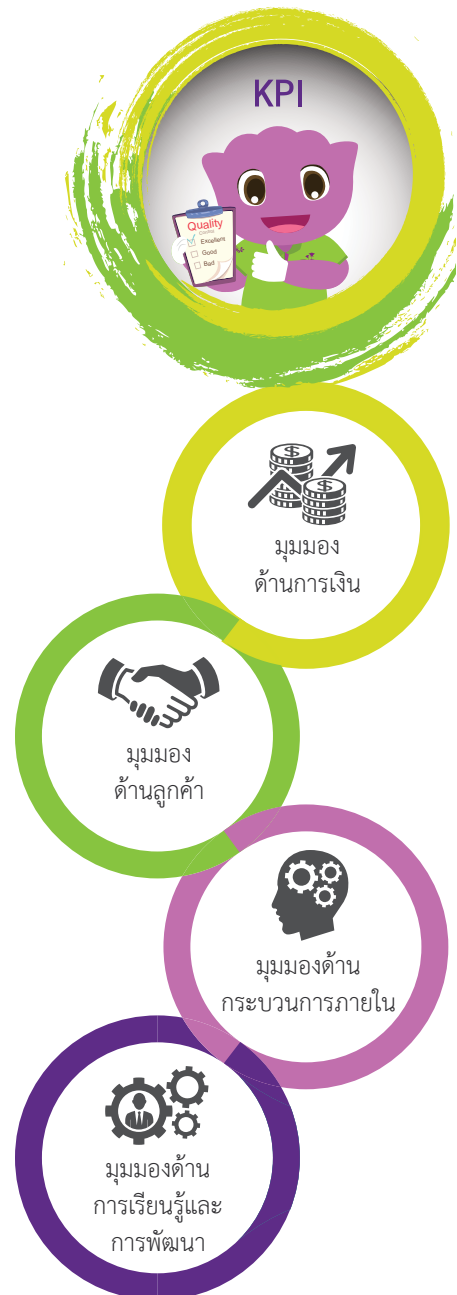 KPI
Quality
Excellent
Good
Bad
มุมมอง
ด้านการเงิน
มุมมอง
ด้านลูกค้า
มุมมองด้าน
กระบวนการภายใน
มุมมองด้าน
การเรียนรู้และ
การพัฒนา